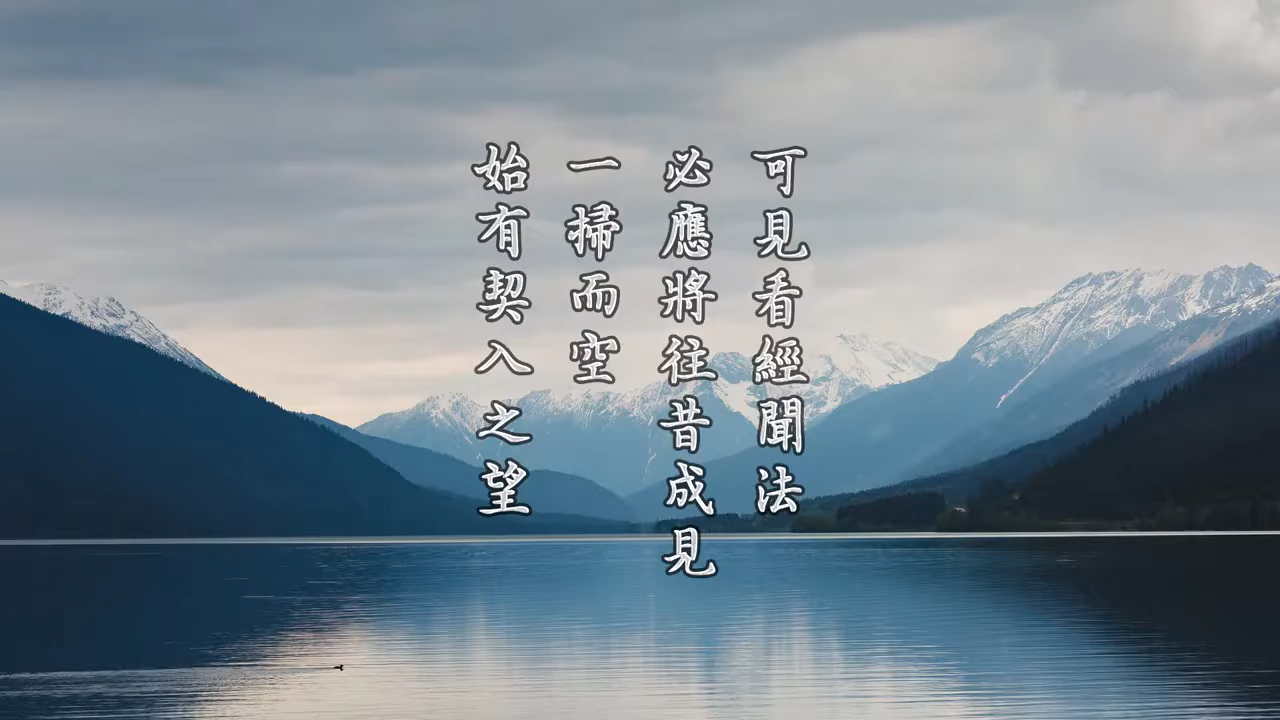 可見看經聞法
必應將往昔成見
一掃而空
始有契入之望